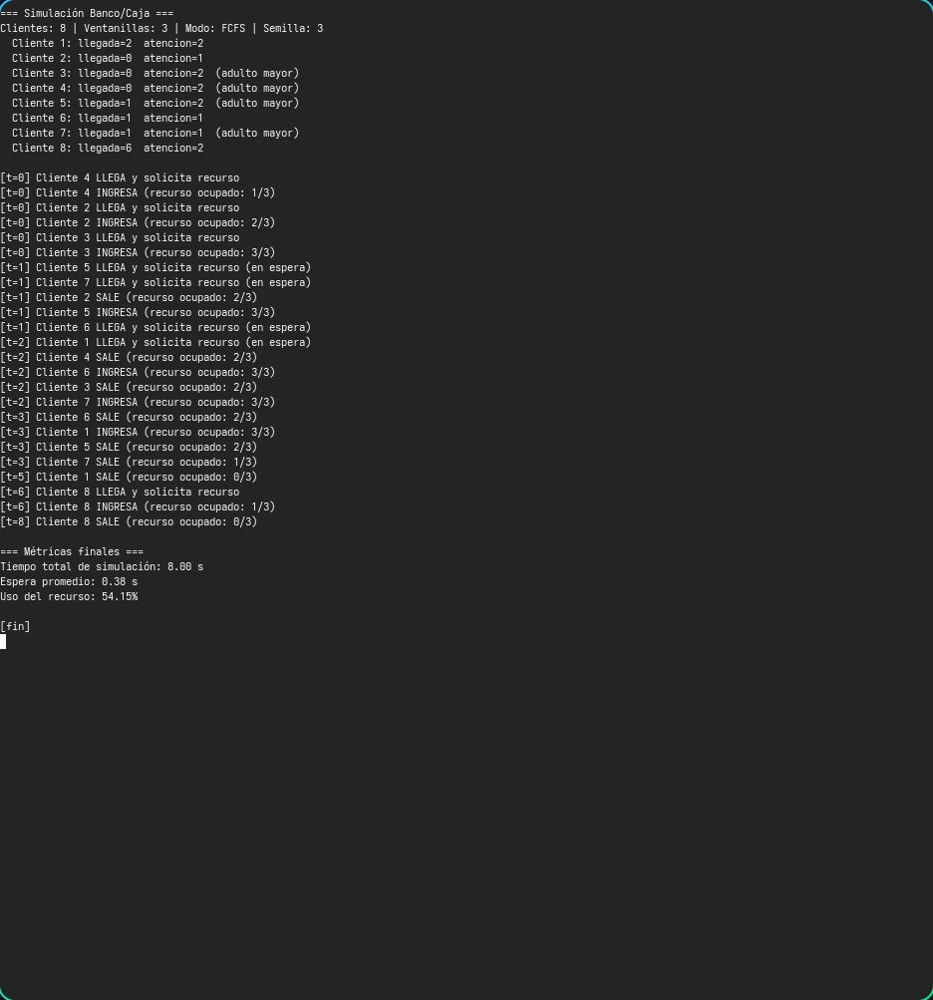 === Simulación Banco/Caja ===
Clientes: 8 | Ventanillas: 3 | Modo: FCFS | Semilla: 3
  Cliente 1: llegada=2  atencion=2
  Cliente 2: llegada=0  atencion=1
  Cliente 3: llegada=0  atencion=2  (adulto mayor)
  Cliente 4: llegada=0  atencion=2  (adulto mayor)
  Cliente 5: llegada=1  atencion=2  (adulto mayor)
  Cliente 6: llegada=1  atencion=1
  Cliente 7: llegada=1  atencion=1  (adulto mayor)
  Cliente 8: llegada=6  atencion=2

[t=0] Cliente 4 LLEGA y solicita recurso
[t=0] Cliente 4 INGRESA (recurso ocupado: 1/3)
[t=0] Cliente 2 LLEGA y solicita recurso
[t=0] Cliente 2 INGRESA (recurso ocupado: 2/3)
[t=0] Cliente 3 LLEGA y solicita recurso
[t=0] Cliente 3 INGRESA (recurso ocupado: 3/3)
[t=1] Cliente 5 LLEGA y solicita recurso (en espera)
[t=1] Cliente 7 LLEGA y solicita recurso (en espera)
[t=1] Cliente 2 SALE (recurso ocupado: 2/3)
[t=1] Cliente 5 INGRESA (recurso ocupado: 3/3)
[t=1] Cliente 6 LLEGA y solicita recurso (en espera)
[t=2] Cliente 1 LLEGA y solicita recurso (en espera)
[t=2] Cliente 4 SALE (recurso ocupado: 2/3)
[t=2] Cliente 6 INGRESA (recurso ocupado: 3/3)
[t=2] Cliente 3 SALE (recurso ocupado: 2/3)
[t=2] Cliente 7 INGRESA (recurso ocupado: 3/3)
[t=3] Cliente 6 SALE (recurso ocupado: 2/3)
[t=3] Cliente 1 INGRESA (recurso ocupado: 3/3)
[t=3] Cliente 5 SALE (recurso ocupado: 2/3)
[t=3] Cliente 7 SALE (recurso ocupado: 1/3)
[t=5] Cliente 1 SALE (recurso ocupado: 0/3)
[t=6] Cliente 8 LLEGA y solicita recurso
[t=6] Cliente 8 INGRESA (recurso ocupado: 1/3)
[t=8] Cliente 8 SALE (recurso ocupado: 0/3)

=== Métricas finales ===
Tiempo total de simulación: 8.00 s
Espera promedio: 0.38 s
Uso del recurso: 54.15%

[fin]